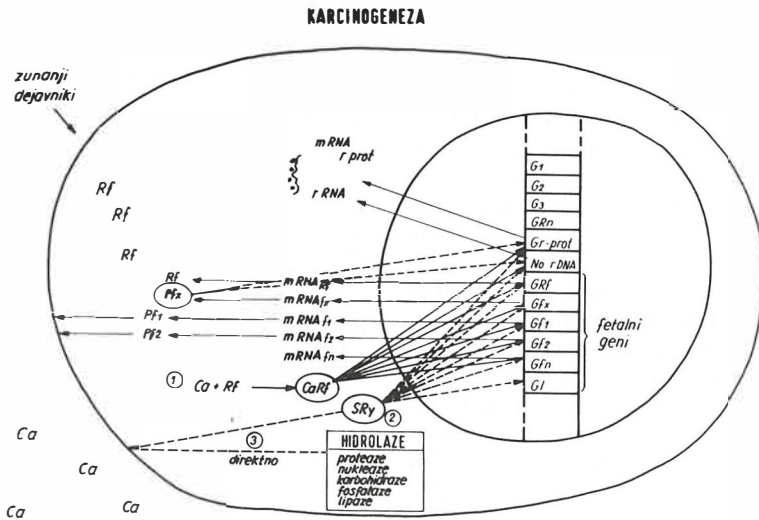 KARCINOGENEZA
zunanji
dejavniki
mRNA
r prot
r RNA
G1
G2
G3
GRn
Gr-prot
No rDNA
GRf
Gfx
Gf1
Gf2
Gfn
Gl
fetalni
geni
Rf
Rf
Rf
Rf
mRNA Rf
Pfx
mRNA fx
Pf1
mRNA f1
Pf2
mRNA f2
mRNA fn
1
Ca + Rf
CaRf
SRy
2
3
direktno
HIDROLAZE
proteaze
nukleaze
karbohidraze
fosfataze
lipaze
Ca
Ca
Ca
Ca